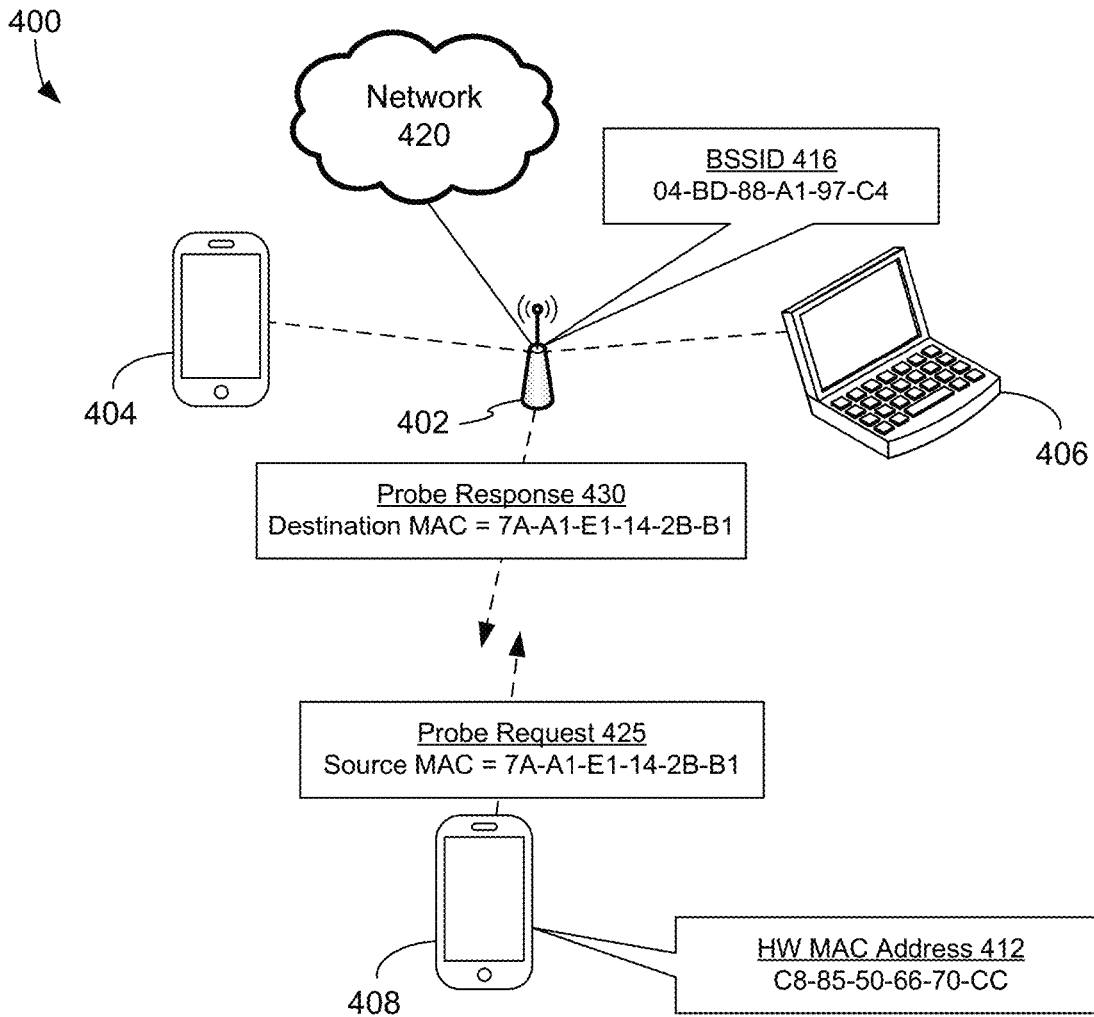 400
Network
420
BSSID 416
04-BD-88-A1-97-C4
404
402
406
Probe Response 430
Destination MAC = 7A-A1-E1-14-2B-B1
Probe Request 425
Source MAC = 7A-A1-E1-14-2B-B1
408
HW MAC Address 412
C8-85-50-66-70-CC